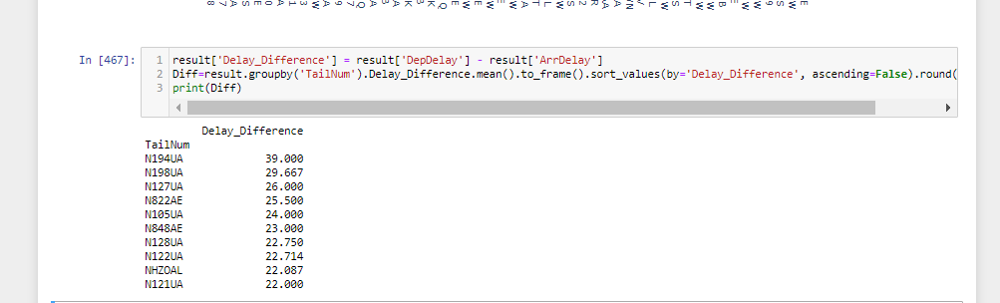 In [467]:
1 result['Delay_Difference'] = result['DepDelay'] - result['ArrDelay']
2 Diff=result.groupby('TailNum').Delay_Difference.mean().to_frame().sort_values(by='Delay_Difference', ascending=False).round(
3 print(Diff)
Delay_Difference
TailNum
N194UA 39.000
N198UA 29.667
N127UA 26.000
N822AE 25.500
N105UA 24.000
N848AE 23.000
N128UA 22.750
N122UA 22.714
NHZOAL 22.087
N121UA 22.000